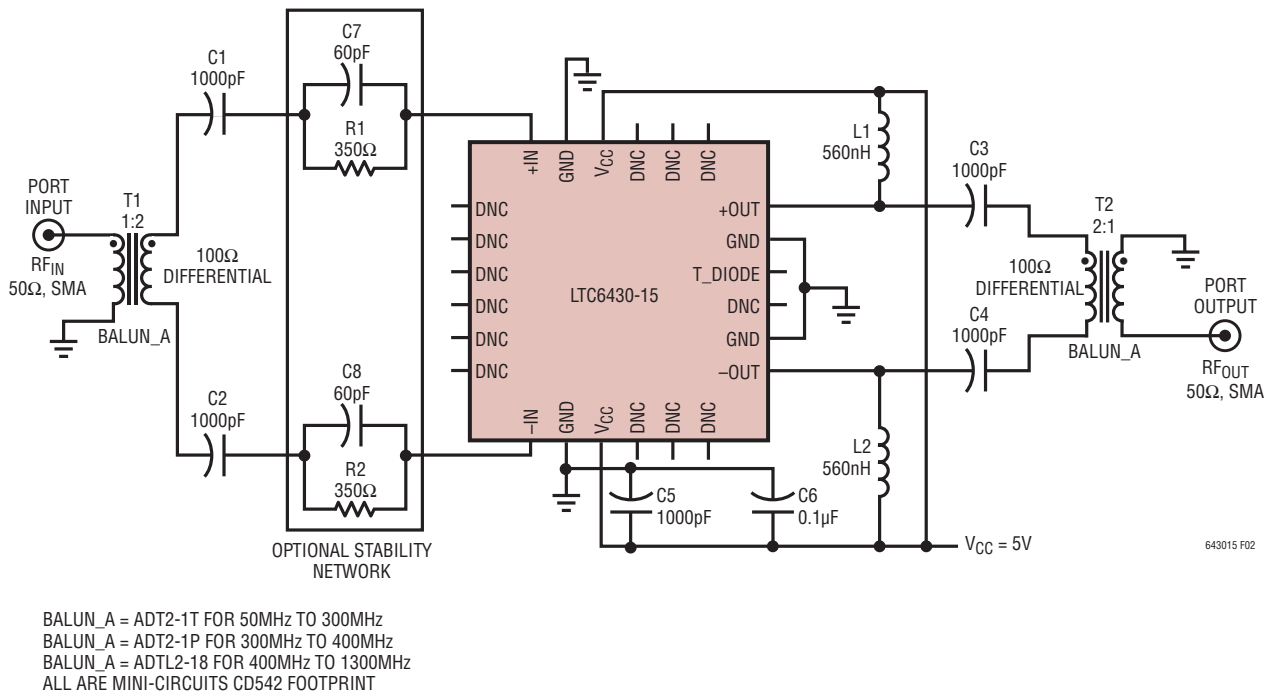 C7
60pF
C1
1000pF
R1
350Ω
PORT
INPUT
T1
1:2
RFIN
50Ω, SMA
100Ω
DIFFERENTIAL
BALUN_A
C2
1000pF
C8
60pF
R2
350Ω
OPTIONAL STABILITY
NETWORK
+IN
GND
VCC
DNC
DNC
DNC
DNC
DNC
DNC
DNC
DNC
DNC
LTC6430-15
+OUT
GND
T_DIODE
DNC
GND
–OUT
–IN
GND
VCC
DNC
DNC
DNC
L1
560nH
C3
1000pF
T2
2:1
100Ω
DIFFERENTIAL
C4
1000pF
BALUN_A
PORT
OUTPUT
RFOUT
50Ω, SMA
L2
560nH
C5
1000pF
C6
0.1µF
VCC = 5V
643015 F02
BALUN_A = ADT2-1T FOR 50MHz TO 300MHz
BALUN_A = ADT2-1P FOR 300MHz TO 400MHz
BALUN_A = ADTL2-18 FOR 400MHz TO 1300MHz
ALL ARE MINI-CIRCUITS CD542 FOOTPRINT